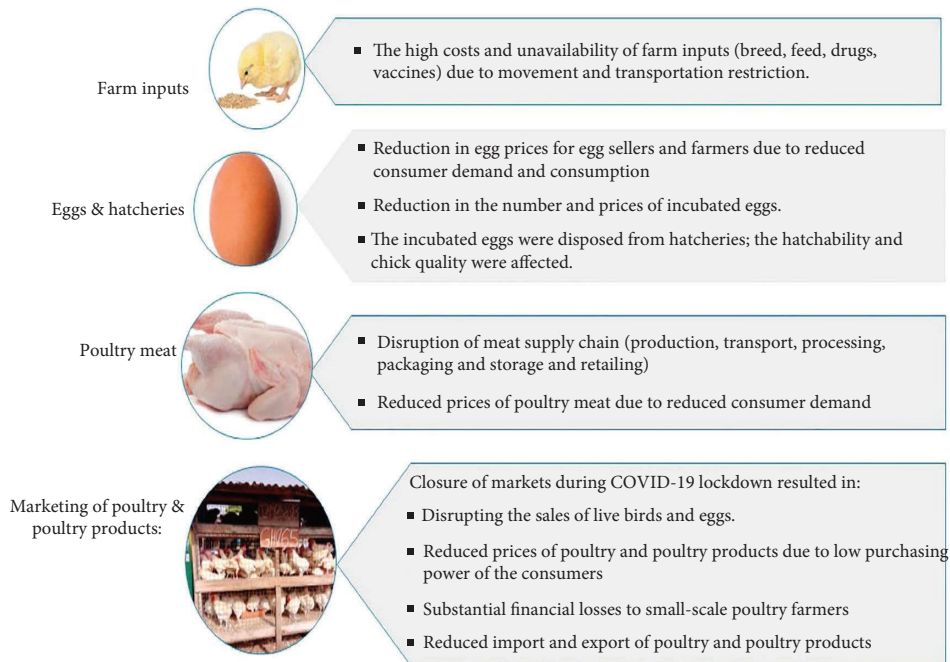 Farm inputs
▪ The high costs and unavailability of farm inputs (breed, feed, drugs,
vaccines) due to movement and transportation restriction.
Eggs & hatcheries
▪ Reduction in egg prices for egg sellers and farmers due to reduced
consumer demand and consumption
▪ Reduction in the number and prices of incubated eggs.
▪ The incubated eggs were disposed from hatcheries; the hatchability and
chick quality were affected.
Poultry meat
▪ Disruption of meat supply chain (production, transport, processing,
packaging and storage and retailing)
▪ Reduced prices of poultry meat due to reduced consumer demand
Marketing of poultry &
poultry products:
Closure of markets during COVID-19 lockdown resulted in:
▪ Disrupting the sales of live birds and eggs.
▪ Reduced prices of poultry and poultry products due to low purchasing
power of the consumers
▪ Substantial financial losses to small-scale poultry farmers
▪ Reduced import and export of poultry and poultry products